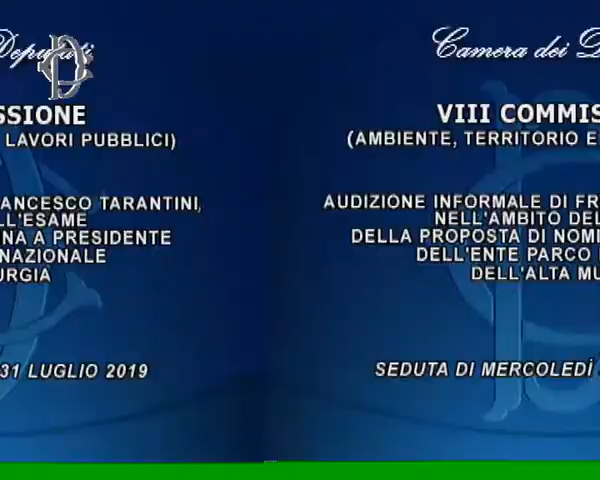 Deputati
SSIONE
LAVORI PUBBLICI)
ANCESCO TARANTINI,
LL'ESAME
NA A PRESIDENTE
NAZIONALE
URGIA
31 LUGLIO 2019
Camera dei D
VIII COMMIS
(AMBIENTE, TERRITORIO E
AUDIZIONE INFORMALE DI FR
NELL'AMBITO DEL
DELLA PROPOSTA DI NOMI
DELL'ENTE PARCO
DELL'ALTA MU
SEDUTA DI MERCOLEDÌ